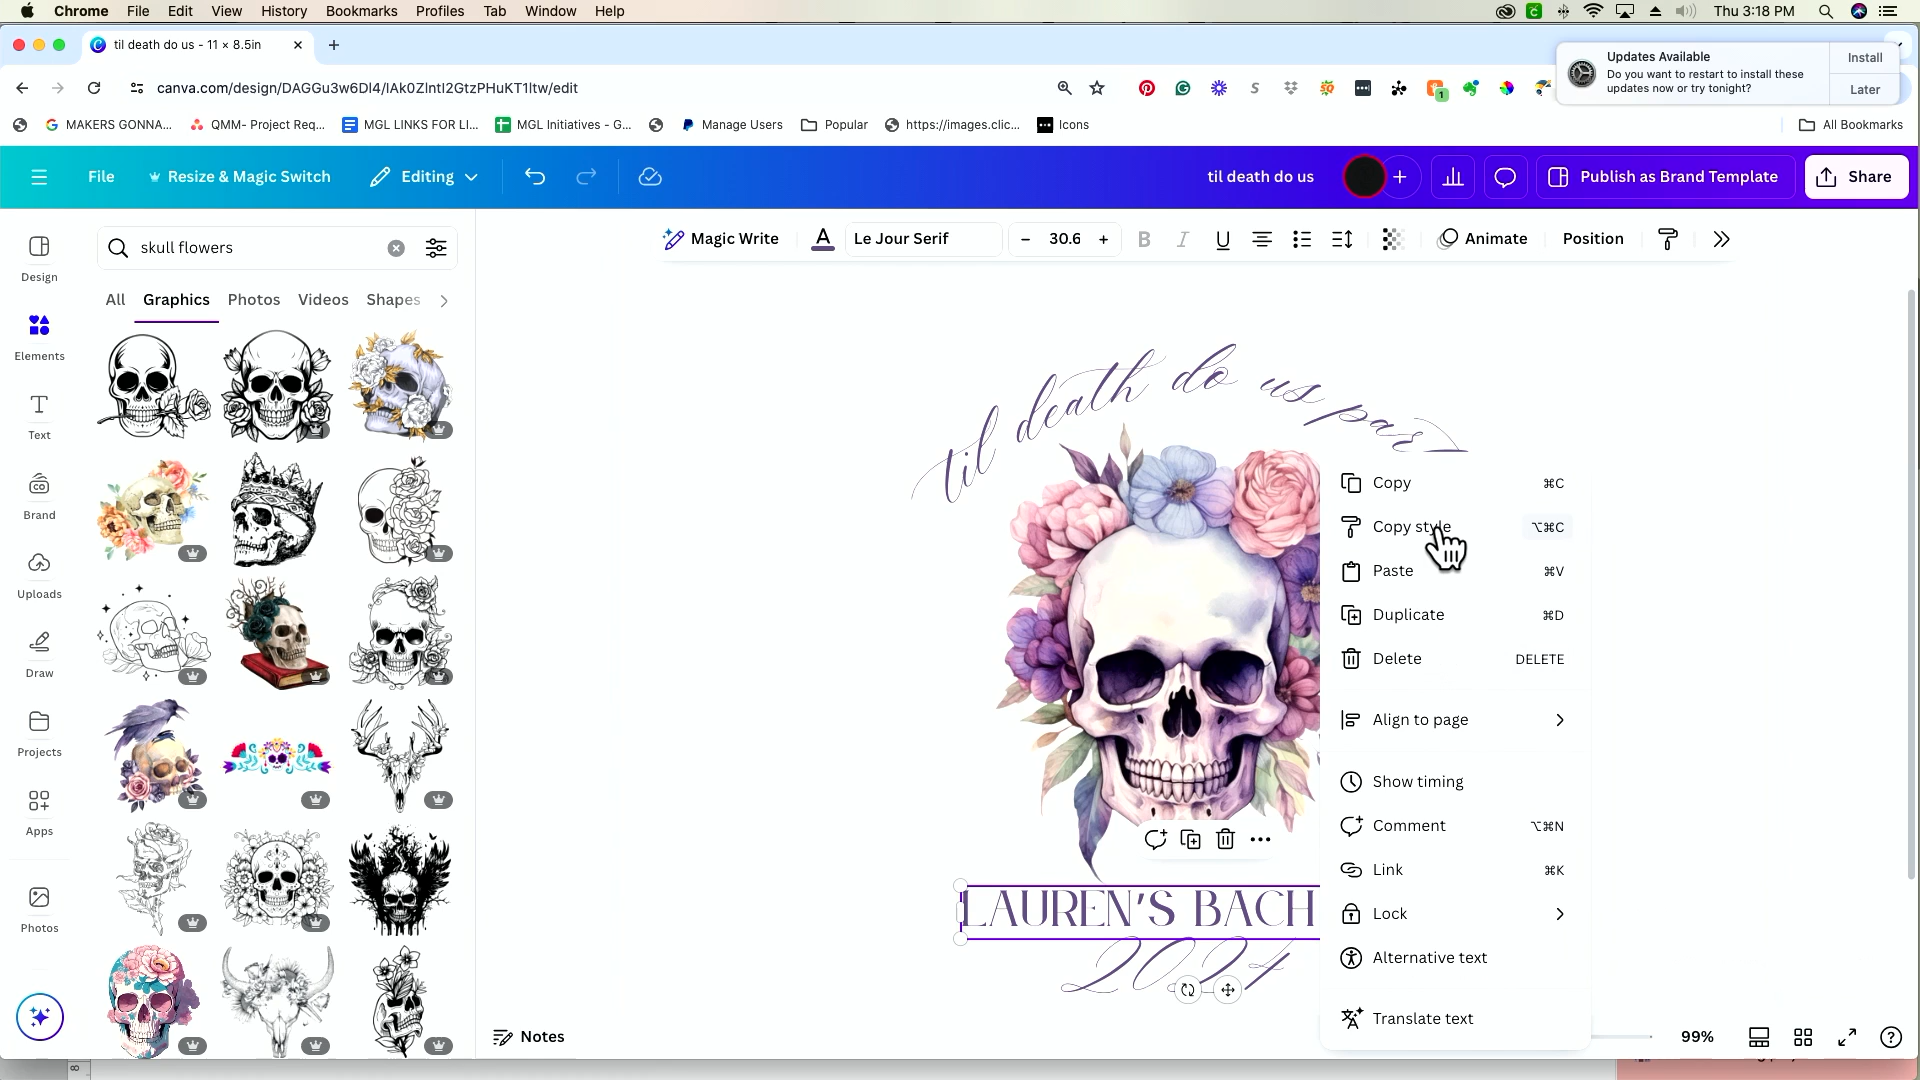 Chrome File Edit View History Bookmarks Profiles Tab Window Help
Thu 3:18 PM
til death do us - 11 × 8.5in
Updates Available
Do you want to restart to install these
updates now or try tonight?
Install
Later
canva.com/design/DAGGu3w6DI4/IAk0ZlntI2GtzPHuKT1Itw/edit
1
MAKERS GONNA...
QMM- Project Req...
MGL LINKS FOR LI...
MGL Initiatives - G...
Manage Users
Popular
https://images.clic...
Icons
All Bookmarks
File
Resize & Magic Switch
Editing
til death do us
Publish as Brand Template
Share
skull flowers
Magic Write
Le Jour Serif
– 30.6 +
B I U
Animate
Position
All Graphics Photos Videos Shapes
Design
Elements
Text
Brand
Uploads
Draw
Projects
Apps
Photos
til death do us par
LAUREN'S BACH
2024
Copy ⌘C
Copy style ⌥⌘C
Paste ⌘V
Duplicate ⌘D
Delete DELETE
Align to page
Show timing
Comment ⌥⌘N
Link ⌘K
Lock
Alternative text
Translate text
Notes
99%